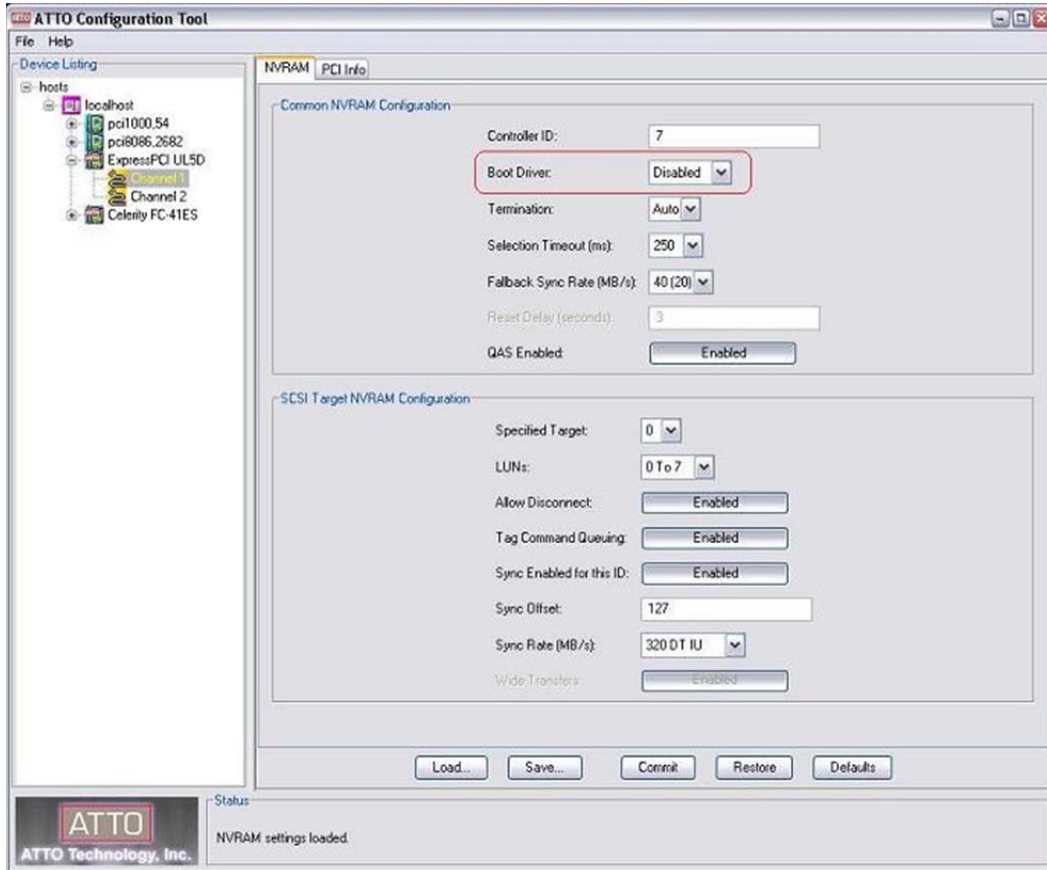 ATTO Configuration Tool
File Help
Device Listing
hosts
localhost
pci1000,54
pci8086,2682
ExpressPCI UL5D
Channel 1
Channel 2
Celerity FC-41ES
NVRAM PCI Info
Common NVRAM Configuration
Controller ID: 7
Boot Driver: Disabled
Termination: Auto
Selection Timeout (ms): 250
Fallback Sync Rate (MB/s): 40 (20)
Reset Delay (seconds): 3
QAS Enabled: Enabled
SCSI Target NVRAM Configuration
Specified Target: 0
LUNs: 0 To 7
Allow Disconnect: Enabled
Tag Command Queuing: Enabled
Sync Enabled for this ID: Enabled
Sync Offset: 127
Sync Rate (MB/s): 320 DT IU
Wide Transfers: Enabled
Load... Save... Commit Restore Defaults
ATTO
ATTO Technology, Inc.
Status
NVRAM settings loaded.